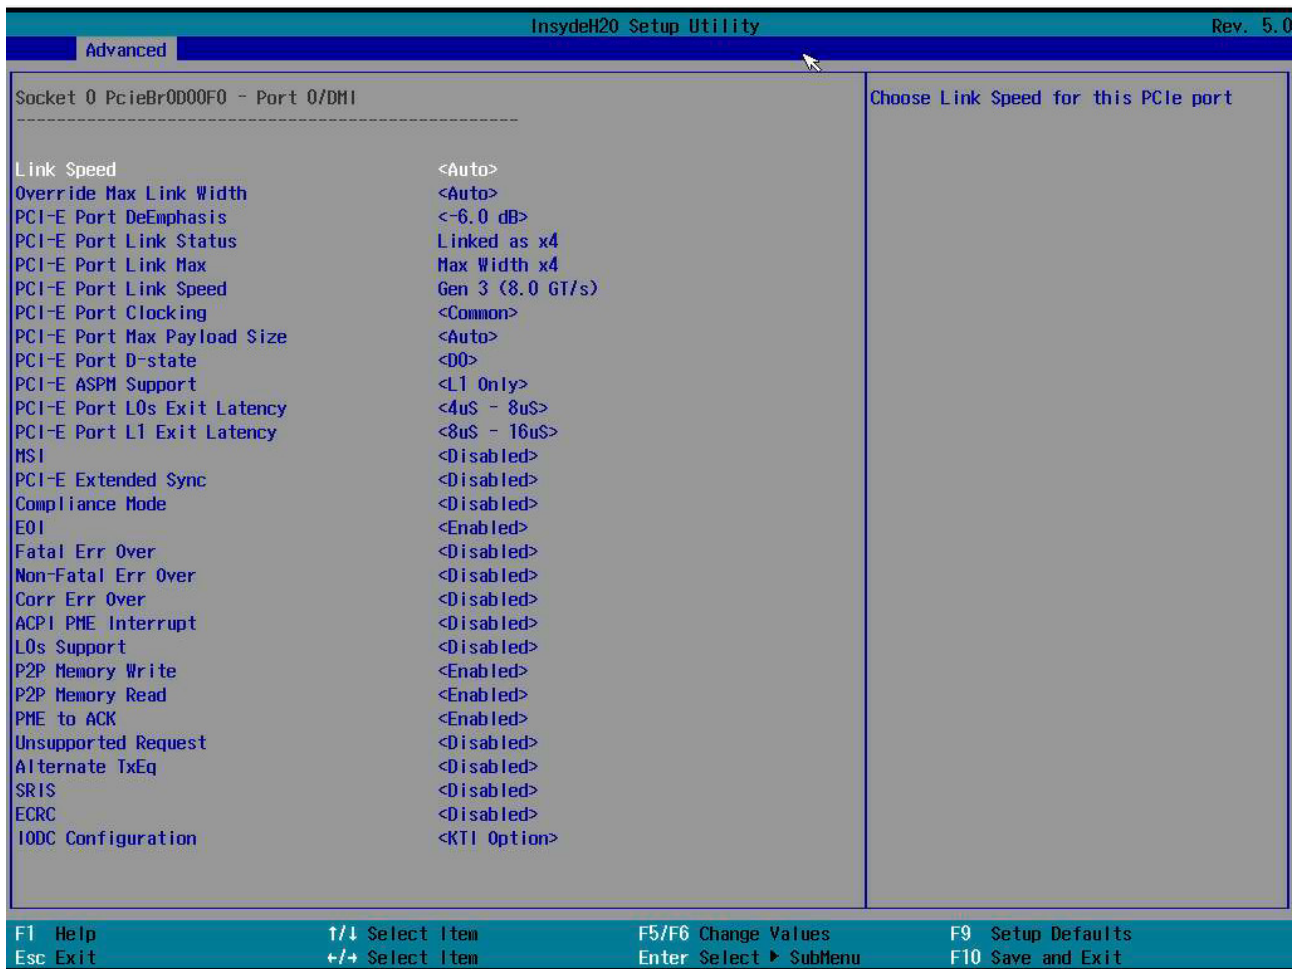 InsydeH20 Setup Utility Rev. 5.0
Advanced
Socket 0 PcieBr0D00F0 - Port 0/DMI Choose Link Speed for this PCIe port
--------------------------------------------------
Link Speed <Auto>
Override Max Link Width <Auto>
PCI-E Port DeEmphasis <-6.0 dB>
PCI-E Port Link Status Linked as x4
PCI-E Port Link Max Max Width x4
PCI-E Port Link Speed Gen 3 (8.0 GT/s)
PCI-E Port Clocking <Common>
PCI-E Port Max Payload Size <Auto>
PCI-E Port D-state <D0>
PCI-E ASPM Support <L1 Only>
PCI-E Port L0s Exit Latency <4uS - 8uS>
PCI-E Port L1 Exit Latency <8uS - 16uS>
MSI <Disabled>
PCI-E Extended Sync <Disabled>
Compliance Mode <Disabled>
EOI <Enabled>
Fatal Err Over <Disabled>
Non-Fatal Err Over <Disabled>
Corr Err Over <Disabled>
ACPI PME Interrupt <Disabled>
L0s Support <Disabled>
P2P Memory Write <Enabled>
P2P Memory Read <Enabled>
PME to ACK <Enabled>
Unsupported Request <Disabled>
Alternate TxEq <Disabled>
SRIS <Disabled>
ECRC <Disabled>
IODC Configuration <KTI Option>
F1 Help ↑/↓ Select Item F5/F6 Change Values F9 Setup Defaults
Esc Exit ←/→ Select Item Enter Select ▶ SubMenu F10 Save and Exit